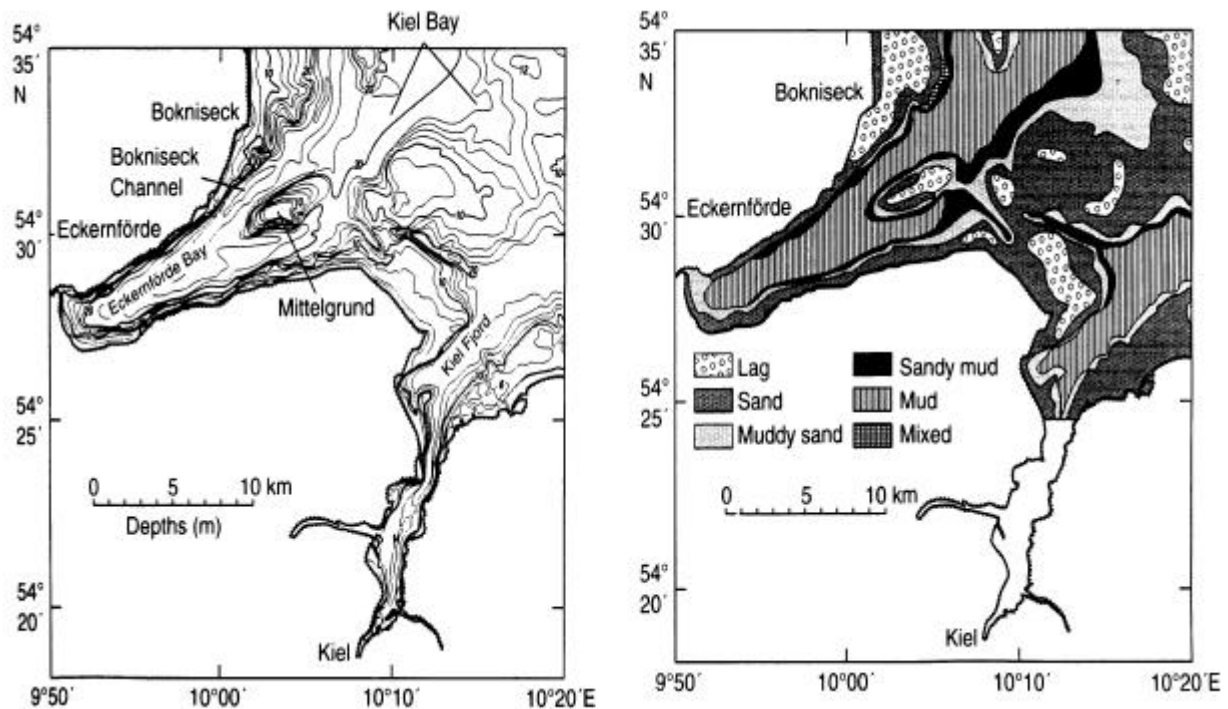 54°
35´
N
Kiel Bay
Bokniseck
Bokniseck
Channel
54°
30´
Eckernförde
Eckernförde Bay
Mittelgrund
Kiel Fjord
54°
25´
0 5 10 km
Depths (m)
54°
20´
Kiel
9°50´ 10°00´ 10°10´ 10°20´E
54°
35´
N
Bokniseck
54°
30´
Eckernförde
Lag
Sand
Muddy sand
Sandy mud
Mud
Mixed
54°
25´
0 5 10 km
54°
20´
Kiel
9°50´ 10°00´ 10°10´ 10°20´E